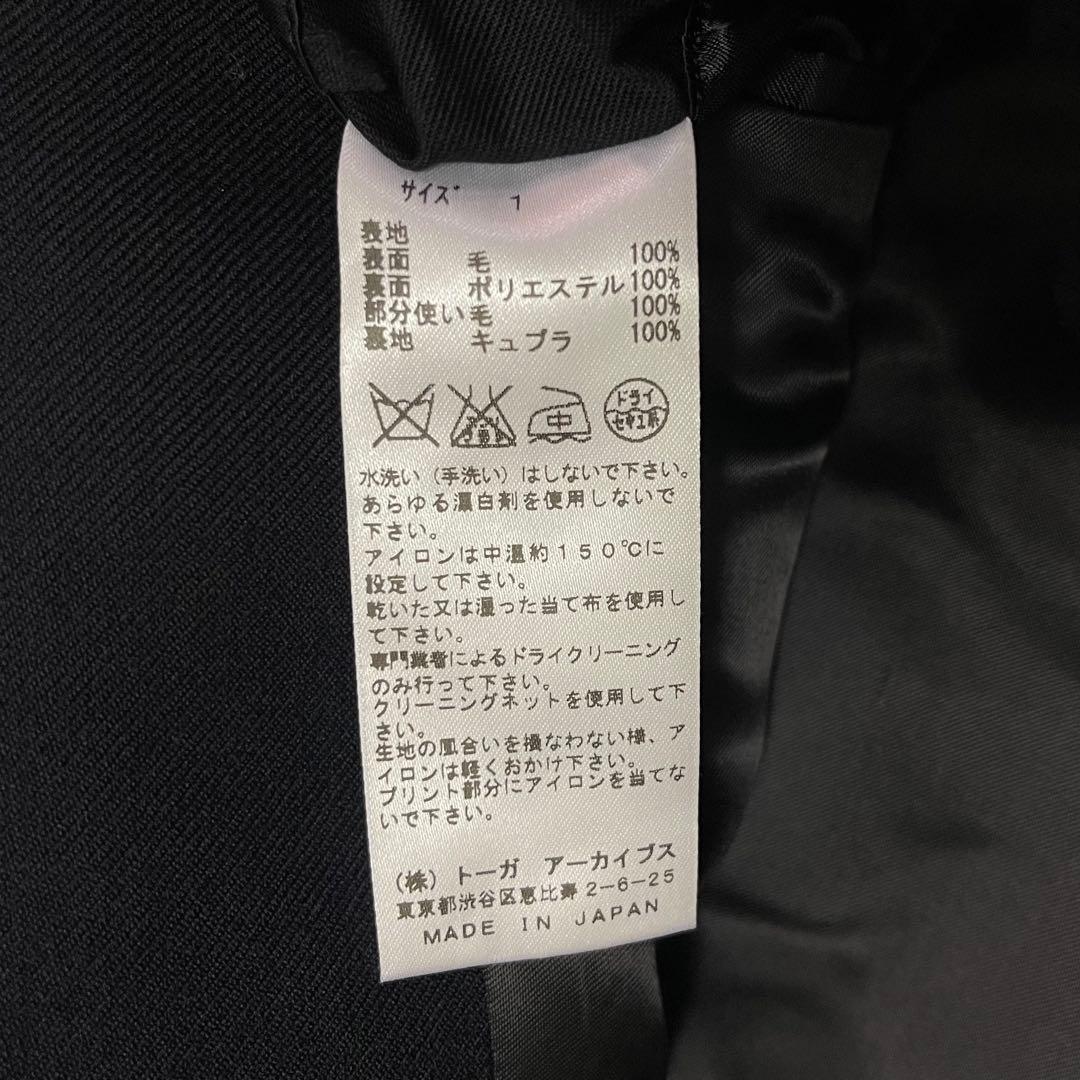 サイズ 1
表地
表面 毛 100%
裏面 ポリエステル 100%
部分使い 毛 100%
裏地 キュプラ 100%
中 ドライ
セキユ系
水洗い(手洗い)はしないで下さい。
あらゆる漂白剤を使用しないで
下さい。
アイロンは中温約150℃に
設定して下さい。
乾いた又は湿った当て布を使用し
て下さい。
専門業者によるドライクリーニング
のみ行って下さい。
クリーニングネットを使用して下
さい。
生地の風合いを損なわない様、ア
イロンは軽くおかけ下さい。
プリント部分にアイロンを当てな
いで下さい。
(株)トーガ アーカイブス
東京都渋谷区恵比寿2-6-25
MADE IN JAPAN